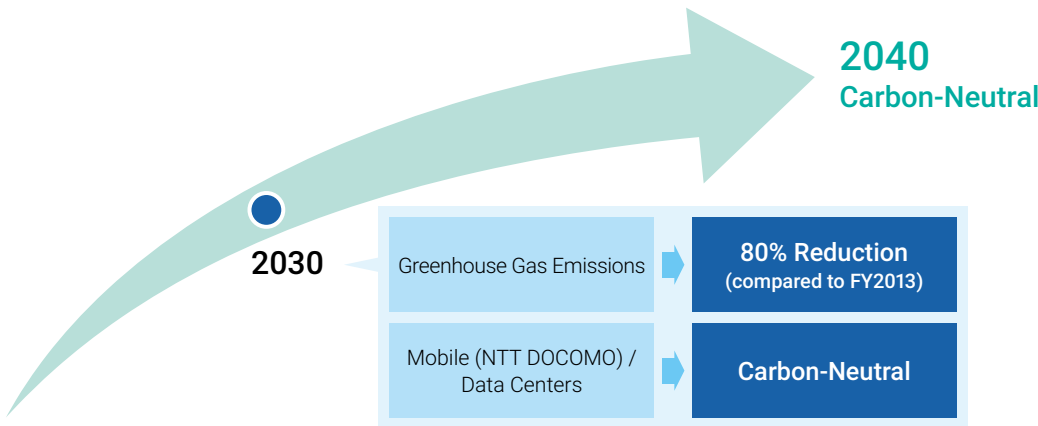 2040
Carbon-Neutral
2030
Greenhouse Gas Emissions
80% Reduction
(compared to FY2013)
Mobile (NTT DOCOMO) /
Data Centers
Carbon-Neutral